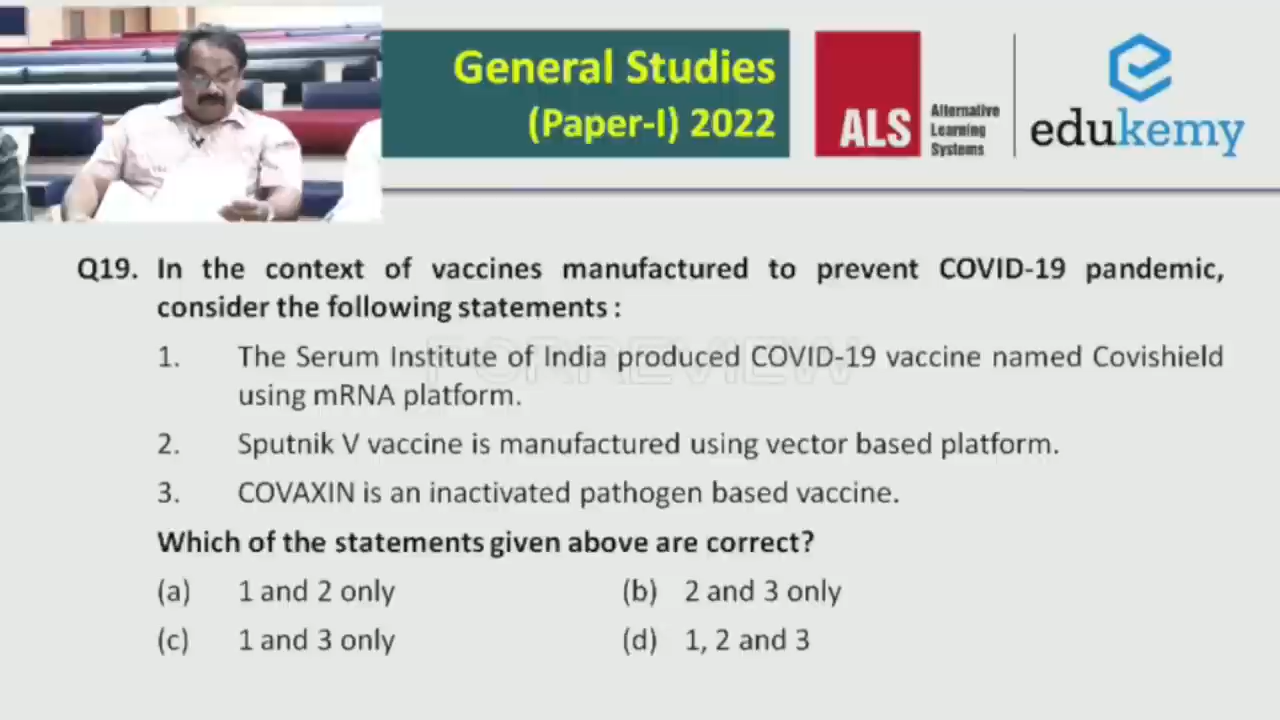 General Studies
(Paper-I) 2022
ALS
Alternative
Learning
Systems
edukemy
Q19. In the context of vaccines manufactured to prevent COVID-19 pandemic,
consider the following statements :
1. The Serum Institute of India produced COVID-19 vaccine named Covishield
using mRNA platform.
FORREVIEW
2. Sputnik V vaccine is manufactured using vector based platform.
3. COVAXIN is an inactivated pathogen based vaccine.
Which of the statements given above are correct?
(a) 1 and 2 only (b) 2 and 3 only
(c) 1 and 3 only (d) 1, 2 and 3